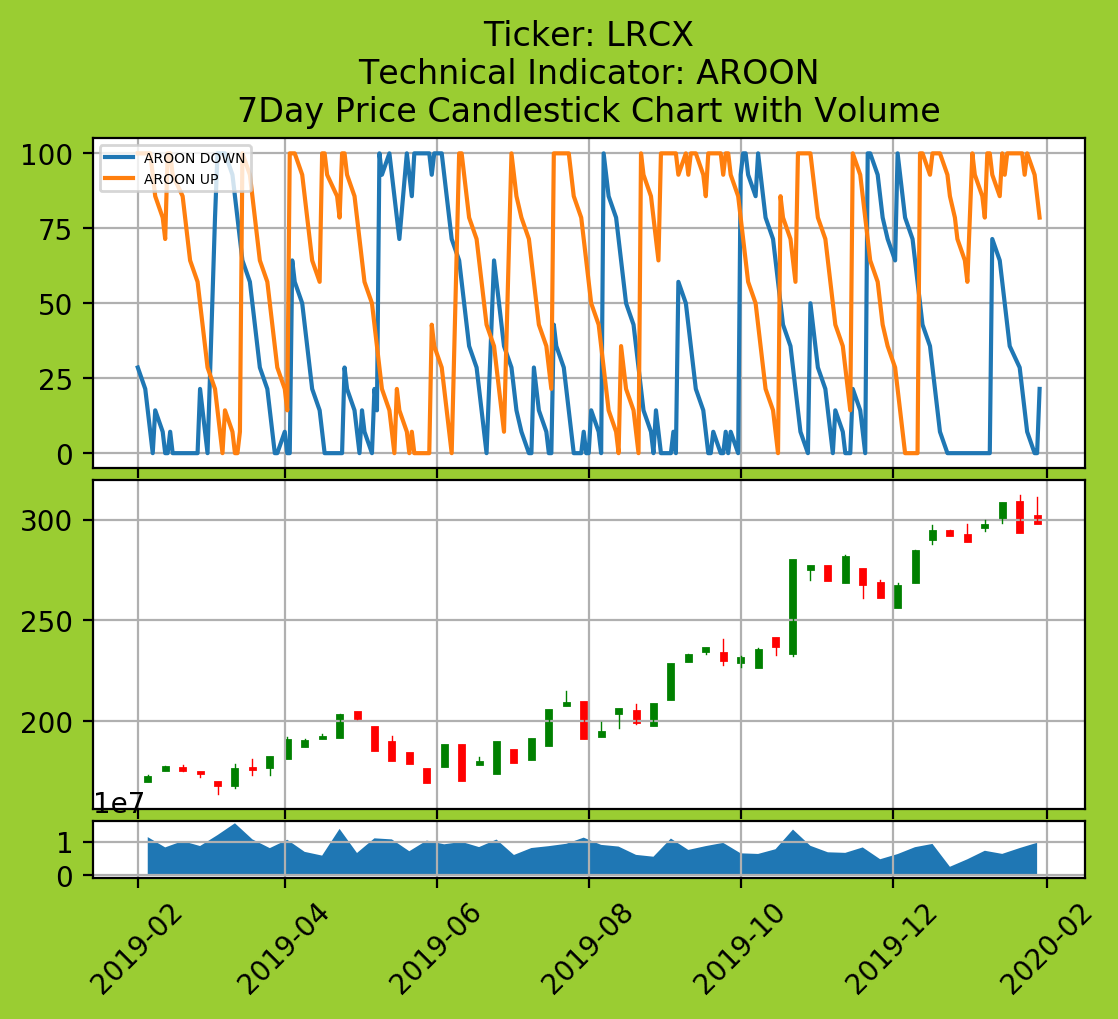 Ticker: LRCX
Technical Indicator: AROON
7Day Price Candlestick Chart with Volume
100
75
50
25
0
AROON DOWN
AROON UP
300
250
200
1e7
1
0
2019-02
2019-04
2019-06
2019-08
2019-10
2019-12
2020-02